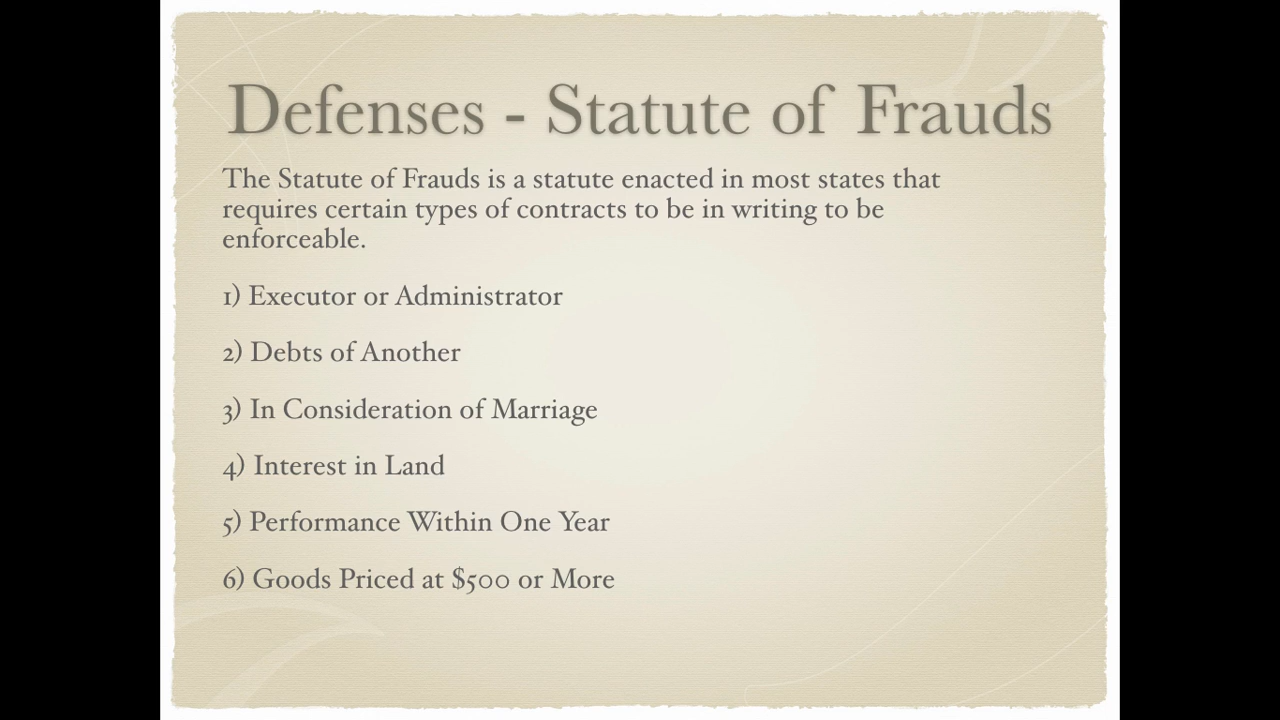 Defenses - Statute of Frauds
The Statute of Frauds is a statute enacted in most states that
requires certain types of contracts to be in writing to be
enforceable.
1) Executor or Administrator
2) Debts of Another
3) In Consideration of Marriage
4) Interest in Land
5) Performance Within One Year
6) Goods Priced at $500 or More